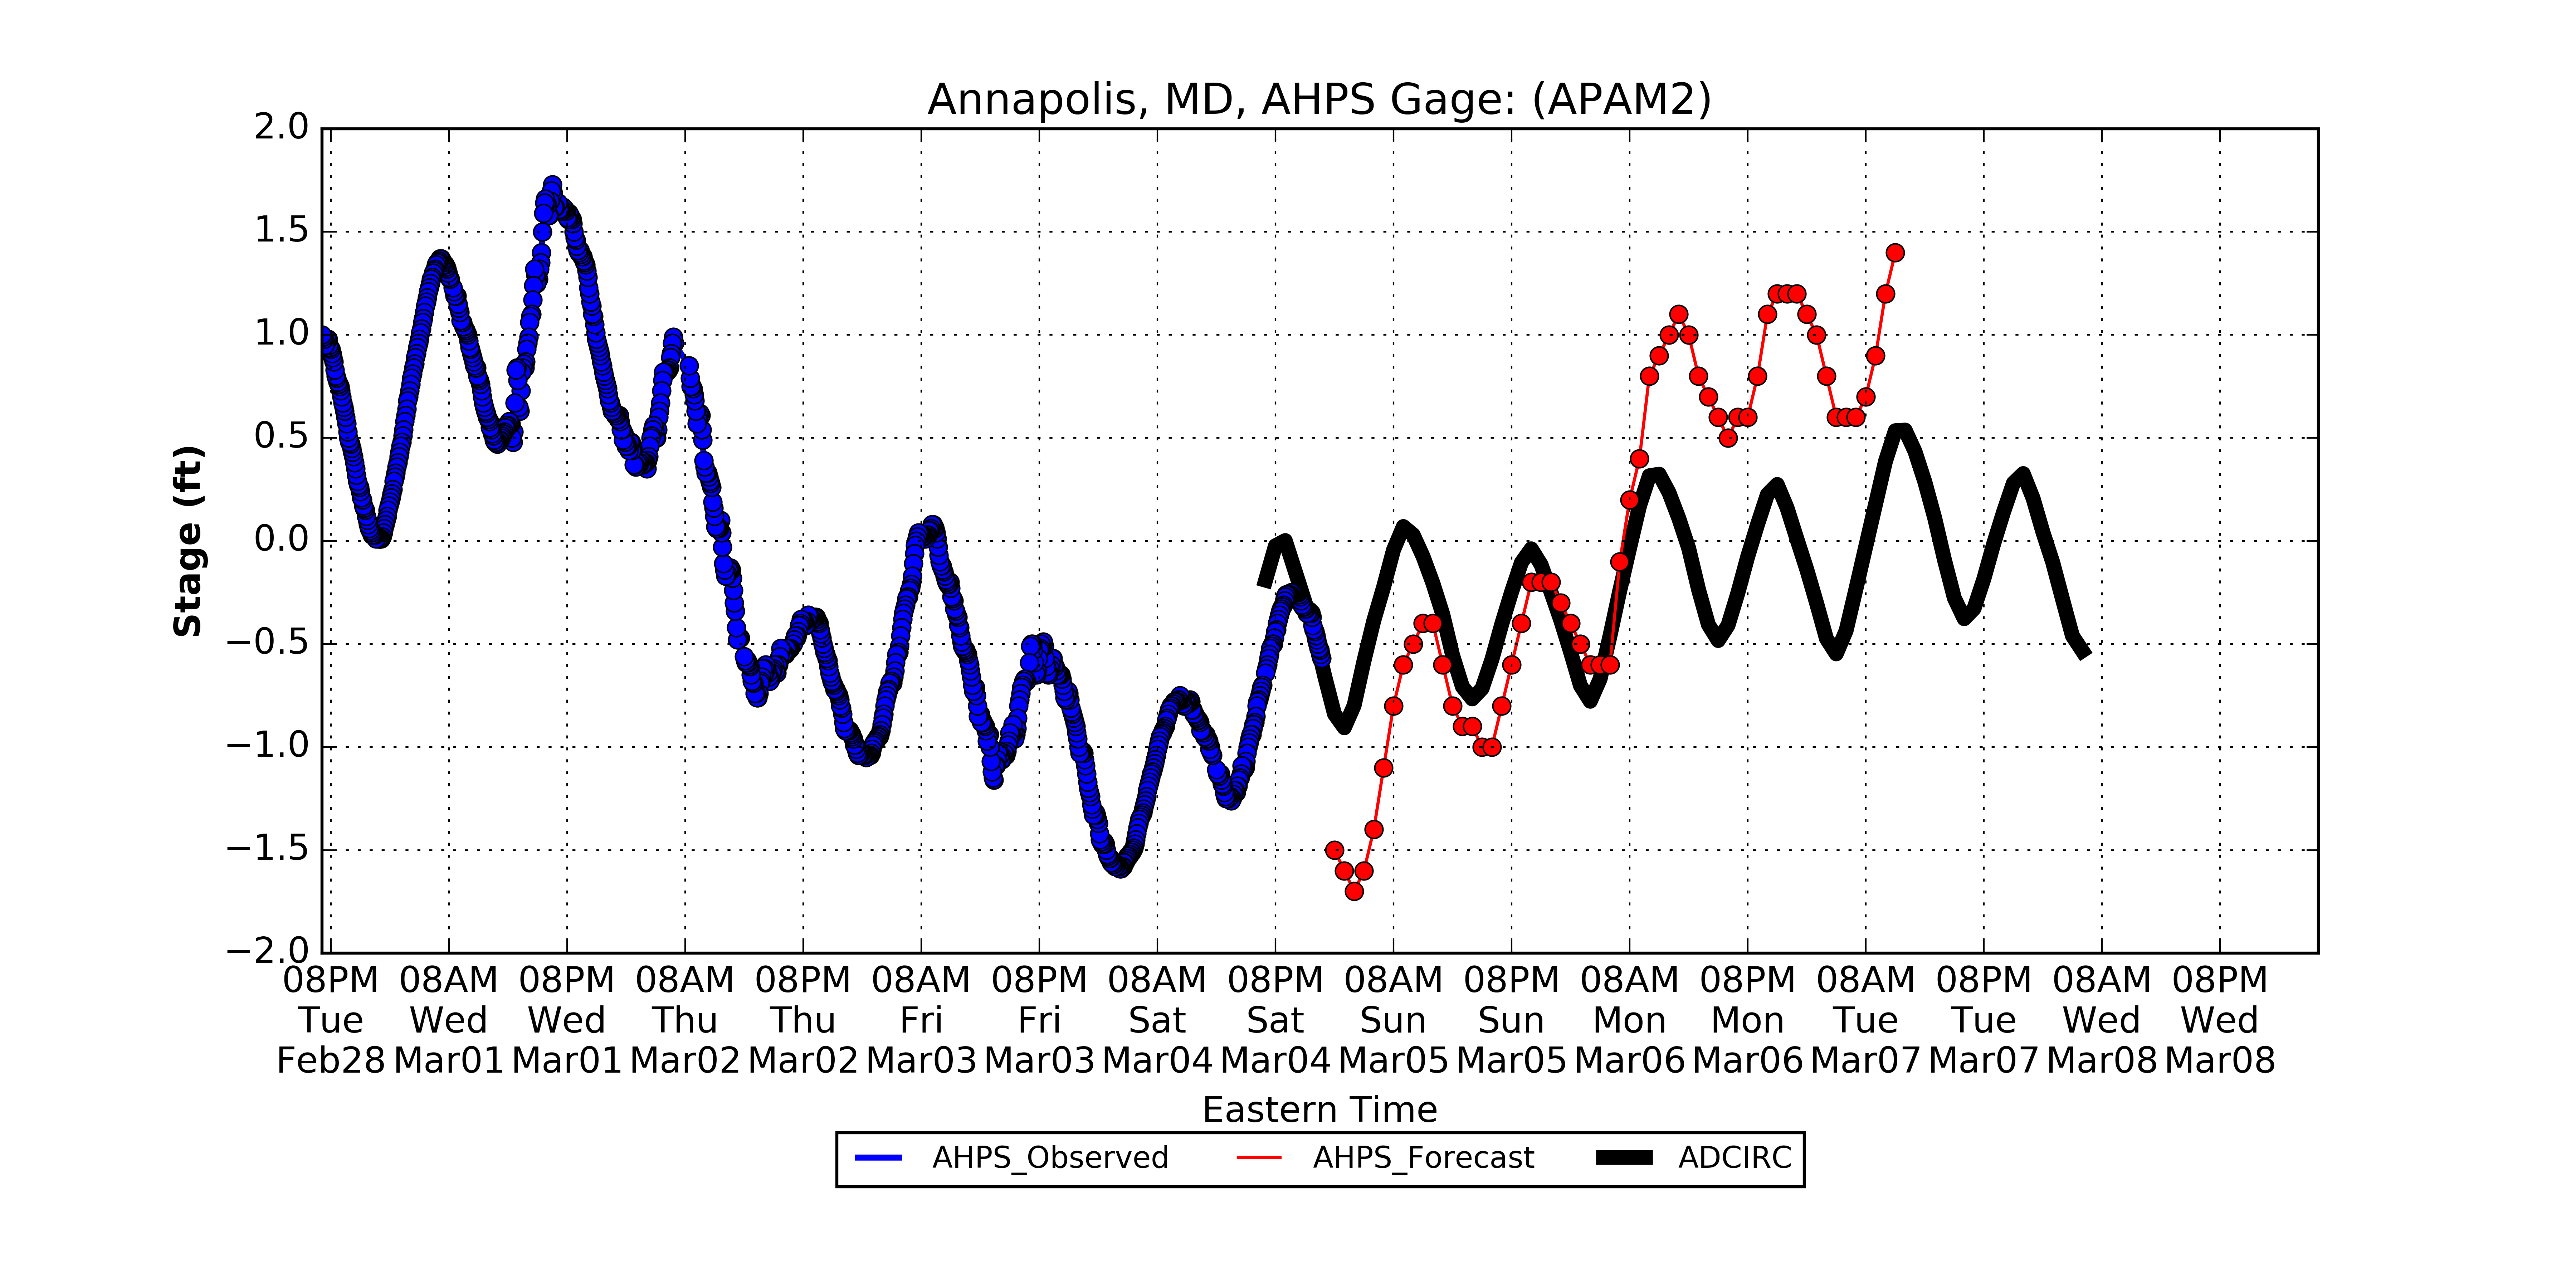 Annapolis, MD, AHPS Gage: (APAM2)
Stage (ft)
2.0
1.5
1.0
0.5
0.0
−0.5
−1.0
−1.5
−2.0
08PM 08AM 08PM 08AM 08PM 08AM 08PM 08AM 08PM 08AM 08PM 08AM 08PM 08AM 08PM 08AM 08PM
Tue Wed Wed Thu Thu Fri Fri Sat Sat Sun Sun Mon Mon Tue Tue Wed Wed
Feb28 Mar01 Mar01 Mar02 Mar02 Mar03 Mar03 Mar04 Mar04 Mar05 Mar05 Mar06 Mar06 Mar07 Mar07 Mar08 Mar08
Eastern Time
AHPS_Observed AHPS_Forecast ADCIRC